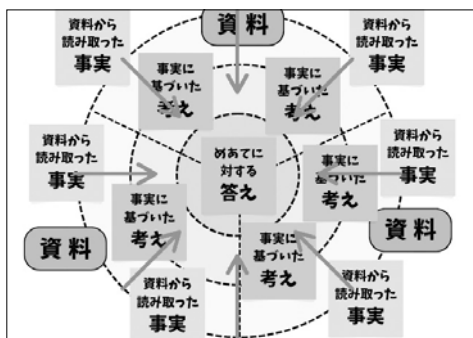 資料
資料から
読み取った
事実
資料から
読み取った
事実
事実に
基づいた
考え
事実に
基づいた
考え
資料から
読み取った
事実
めあてに
対する
答え
資料から
読み取った
事実
事実に
基づいた
考え
事実に
基づいた
考え
資料
事実に
基づいた
考え
資料
資料から
読み取った
事実
資料から
読み取った
事実